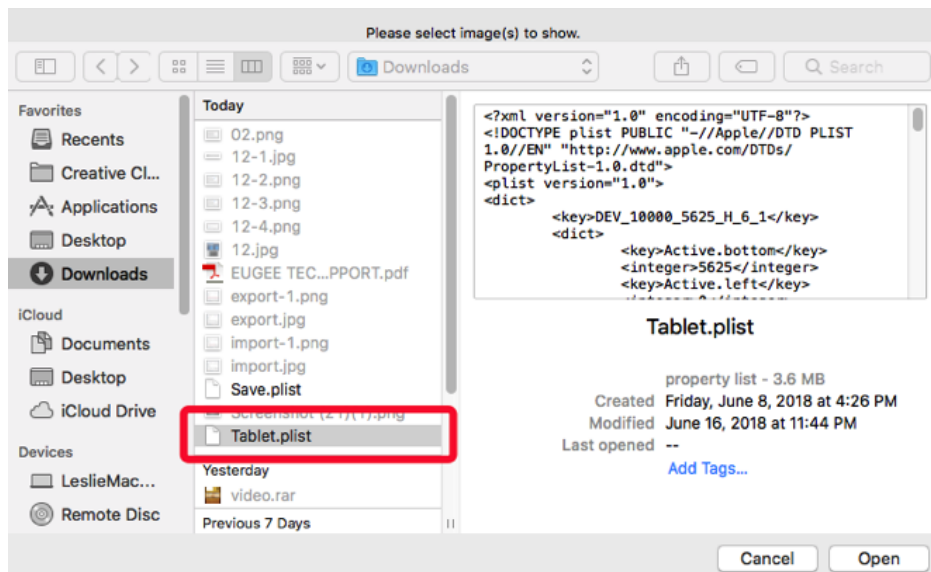 Please select image(s) to show.
Downloads
Search
Favorites
Recents
Creative Cl...
Applications
Desktop
Downloads
iCloud
Documents
Desktop
iCloud Drive
Devices
LeslieMac...
Remote Disc
Today
02.png
12-1.jpg
12-2.png
12-3.png
12-4.png
12.jpg
EUGEE TEC...PPORT.pdf
export-1.png
export.jpg
import-1.png
import.jpg
Save.plist
Screenshot (21)(1).png
Tablet.plist
Yesterday
video.rar
Previous 7 Days
<?xml version="1.0" encoding="UTF-8"?>
<!DOCTYPE plist PUBLIC "-//Apple//DTD PLIST
1.0//EN" "http://www.apple.com/DTDs/
PropertyList-1.0.dtd">
<plist version="1.0">
<dict>
<key>DEV_10000_5625_H_6_1</key>
<dict>
<key>Active.bottom</key>
<integer>5625</integer>
<key>Active.left</key>
Tablet.plist
property list - 3.6 MB
Created Friday, June 8, 2018 at 4:26 PM
Modified June 16, 2018 at 11:44 PM
Last opened --
Add Tags...
Cancel
Open